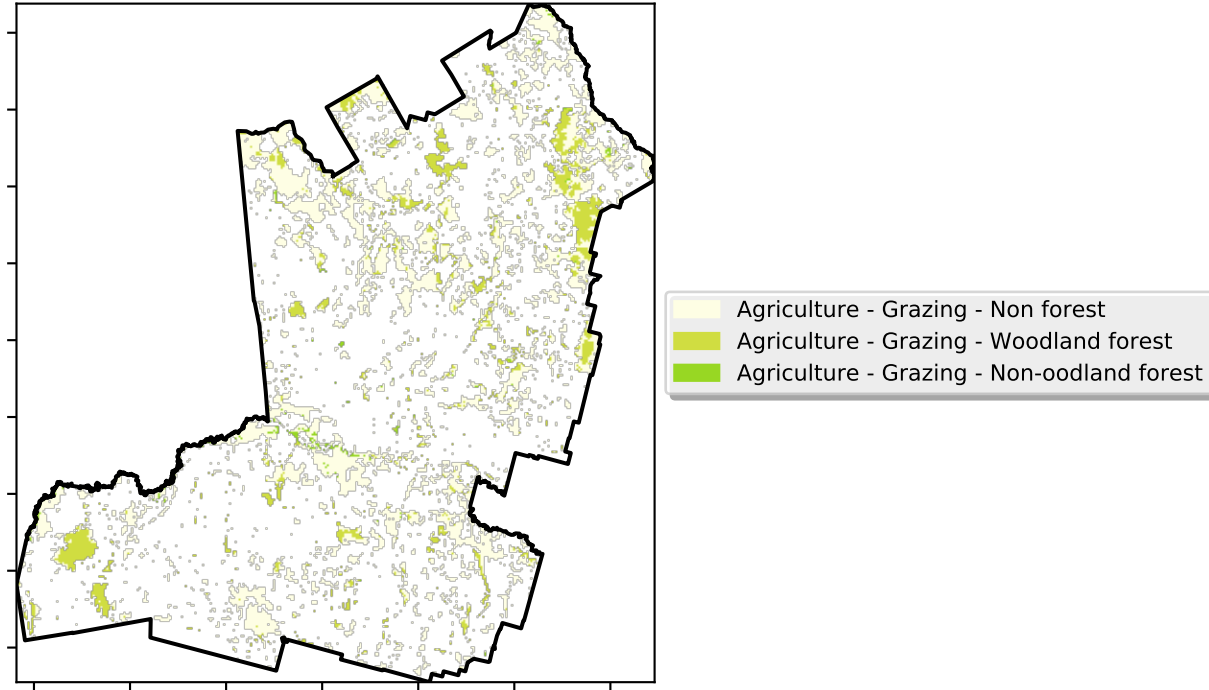 Agriculture - Grazing - Non forest
Agriculture - Grazing - Woodland forest
Agriculture - Grazing - Non-oodland forest